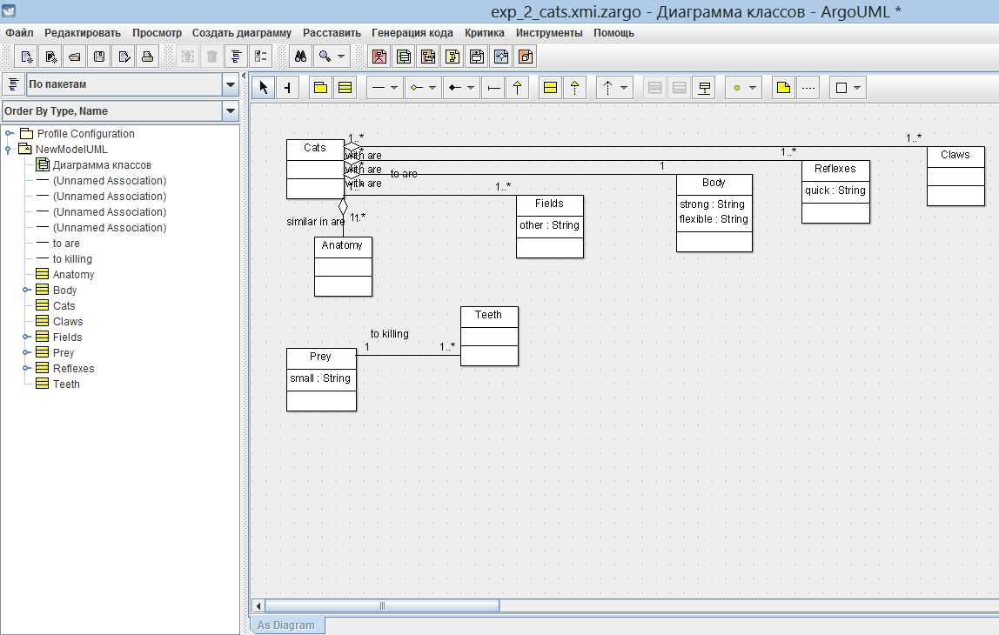 exp_2_cats.xmi.zargo - Диаграмма классов - ArgoUML *
Файл Редактировать Просмотр Создать диаграмму Расставить Генерация кода Критика Инструменты Помощь
По пакетам
Order By Type, Name
Profile Configuration
NewModelUML
Диаграмма классов
(Unnamed Association)
(Unnamed Association)
(Unnamed Association)
(Unnamed Association)
to are
to killing
Anatomy
Body
Cats
Claws
Fields
Prey
Reflexes
Teeth
1..*
1..*
Cats
with are
1..*
Claws
with are
to are
1
Reflexes
with are
1..*
1..*
Body
quick : String
Fields
strong : String
similar in are
11.*
other : String
flexible : String
Anatomy
Teeth
to killing
1
1..*
Prey
small : String
As Diagram